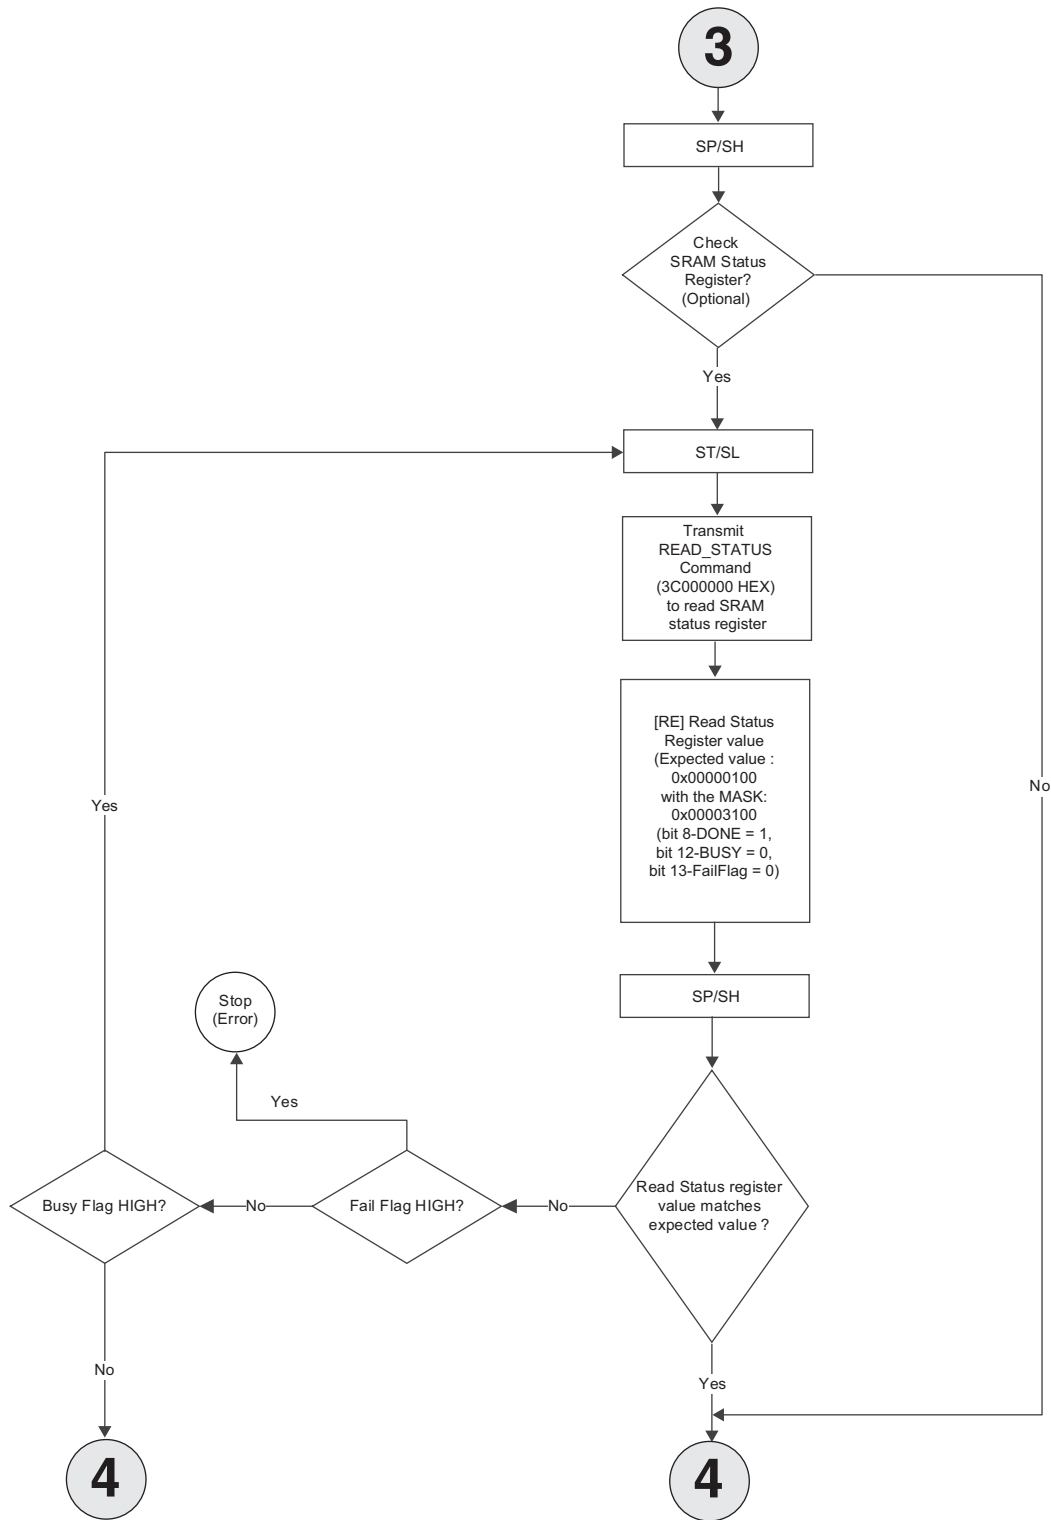 3
SP/SH
Check
SRAM Status
Register?
(Optional)
Yes
ST/SL
Transmit
READ_STATUS
Command
(3C000000 HEX)
to read SRAM
status register
[RE] Read Status
Register value
(Expected value :
0x00000100
with the MASK:
0x00003100
(bit 8-DONE = 1,
bit 12-BUSY = 0,
bit 13-FailFlag = 0)
No
Yes
SP/SH
Stop
(Error)
Yes
Read Status register
value matches
expected value ?
No
Fail Flag HIGH?
No
Busy Flag HIGH?
No
Yes
4
4